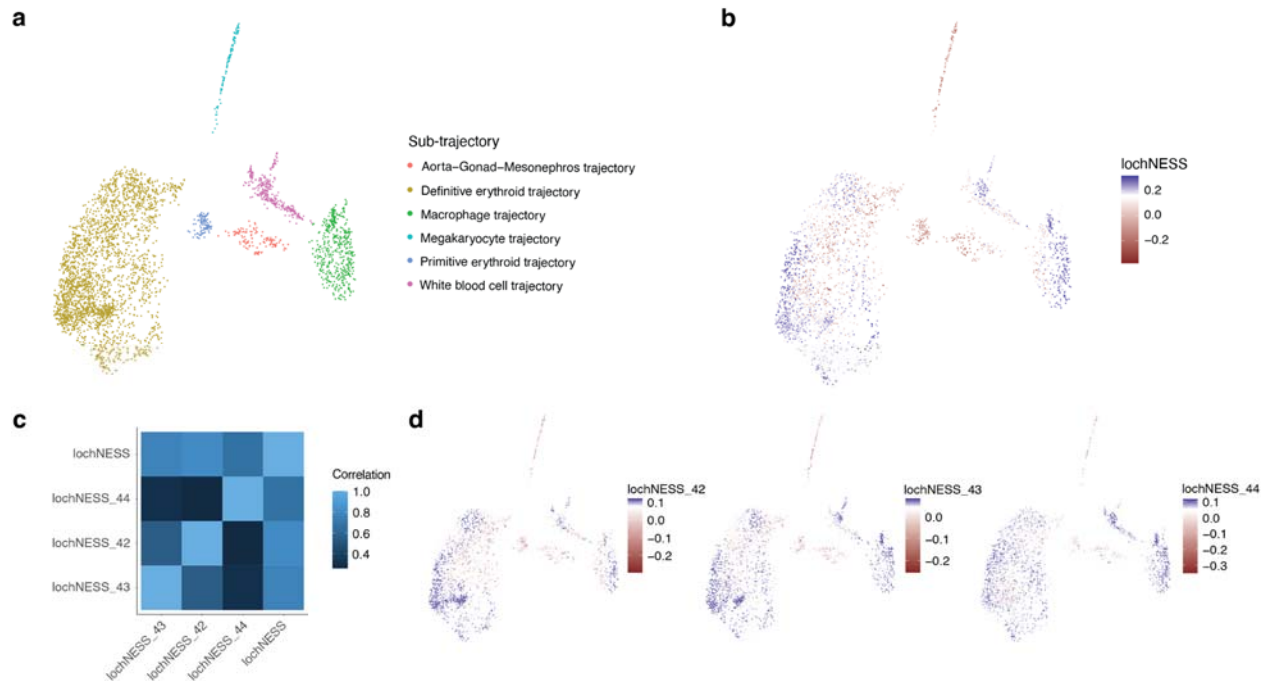 a
Sub-trajectory
Aorta−Gonad−Mesonephros trajectory
Definitive erythroid trajectory
Macrophage trajectory
Megakaryocyte trajectory
Primitive erythroid trajectory
White blood cell trajectory
b
lochNESS
0.2
0.0
−0.2
c
lochNESS
lochNESS_44
lochNESS_42
lochNESS_43
lochNESS_43
lochNESS_42
lochNESS_44
lochNESS
Correlation
1.0
0.8
0.6
0.4
d
lochNESS_42
0.1
0.0
−0.1
−0.2
lochNESS_43
0.0
−0.1
−0.2
lochNESS_44
0.1
0.0
−0.1
−0.2
−0.3